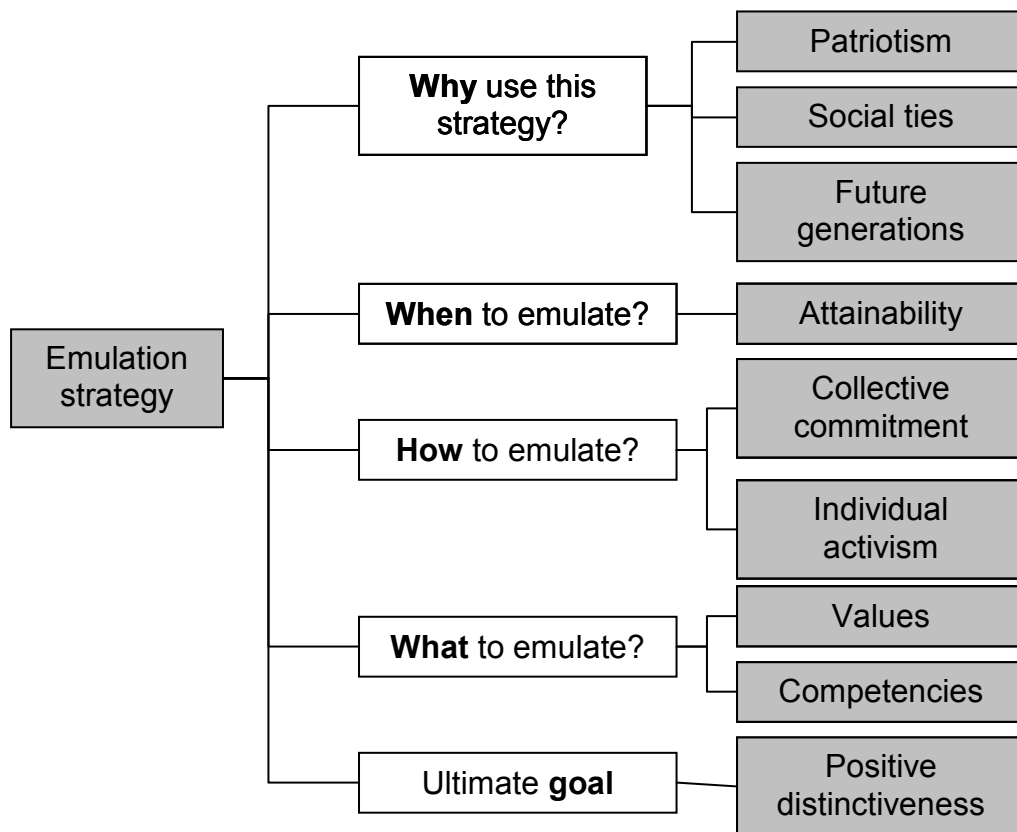 Emulation
strategy
Why use this
strategy?
Patriotism
Social ties
Future
generations
When to emulate?
Attainability
How to emulate?
Collective
commitment
Individual
activism
What to emulate?
Values
Competencies
Ultimate goal
Positive
distinctiveness